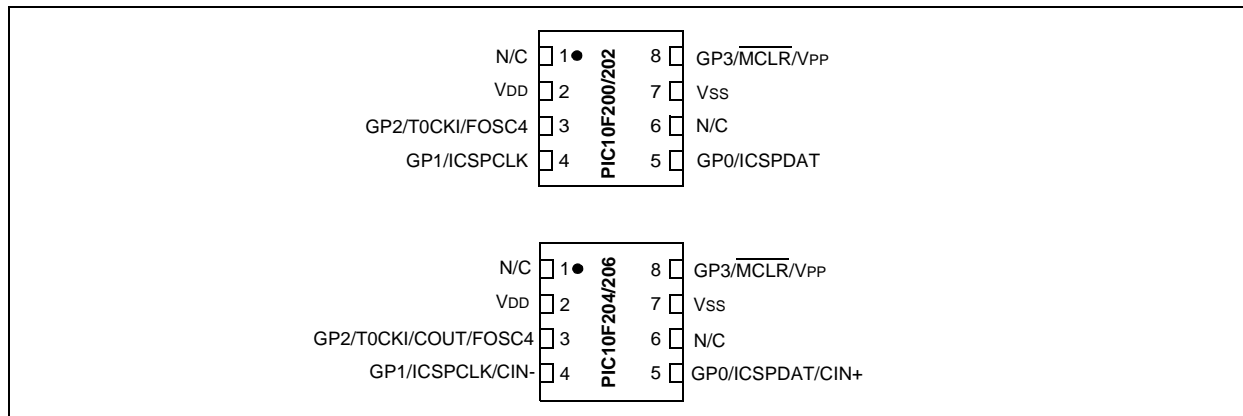 N/C 1 8 GP3/MCLR/VPP
VDD 2 7 VSS
GP2/T0CKI/FOSC4 3 6 N/C
GP1/ICSPCLK 4 5 GP0/ICSPDAT
PIC10F200/202
N/C 1 8 GP3/MCLR/VPP
VDD 2 7 VSS
GP2/T0CKI/COUT/FOSC4 3 6 N/C
GP1/ICSPCLK/CIN- 4 5 GP0/ICSPDAT/CIN+
PIC10F204/206